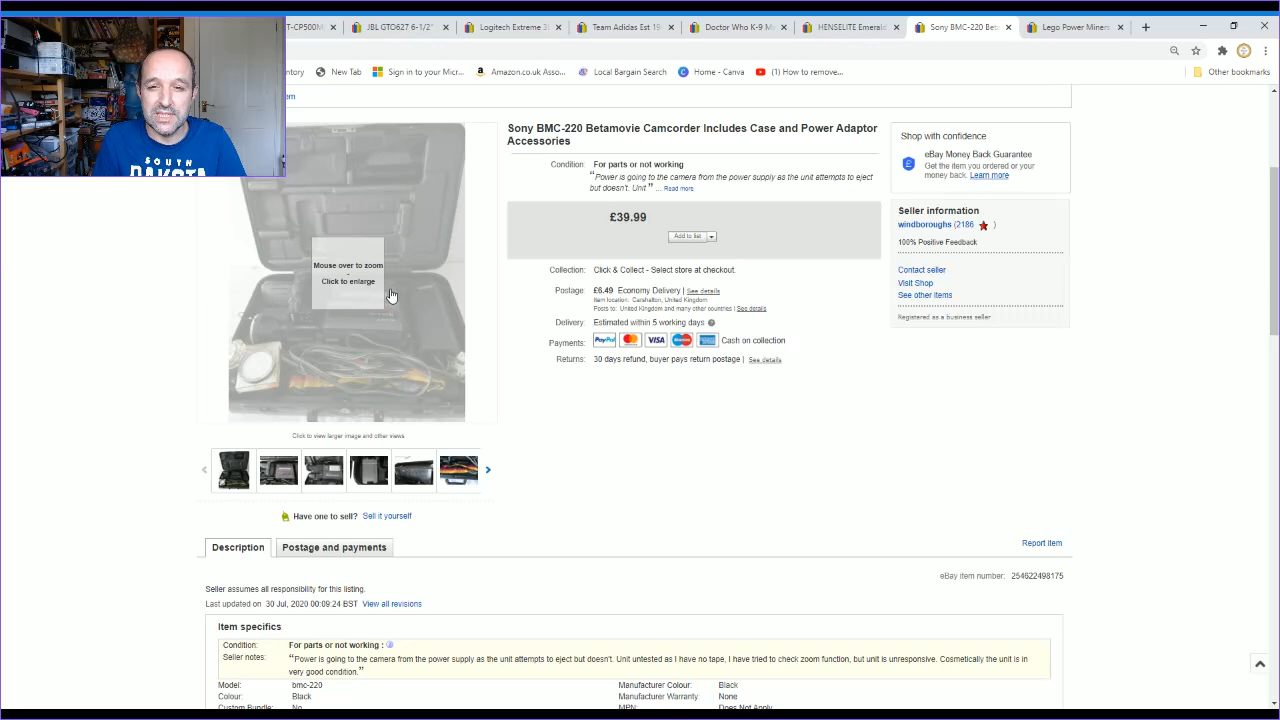 T-CP500M
JBL GTO627 6-1/2"
Logitech Extreme 3
Team Adidas Est 19
Doctor Who K-9 M
HENSELITE Emerald
Sony BMC-220 Beta
Lego Power Miners
ntory
New Tab
Sign in to your Micr...
Amazon.co.uk Asso...
Local Bargain Search
Home - Canva
(1) How to remove...
Other bookmarks
em
SOUTH
DAKOTA
Sony BMC-220 Betamovie Camcorder Includes Case and Power Adaptor
Accessories
Condition: For parts or not working
"Power is going to the camera from the power supply as the unit attempts to eject
but doesn't. Unit" ... Read more
£39.99
Add to list
Collection: Click & Collect - Select store at checkout.
Postage: £6.49 Economy Delivery | See details
Item location: Carshalton, United Kingdom
Posts to: United Kingdom and many other countries | See details
Delivery: Estimated within 5 working days
Payments: PayPal VISA Cash on collection
Returns: 30 days refund, buyer pays return postage | See details
Shop with confidence
eBay Money Back Guarantee
Get the item you ordered or your
money back. Learn more
Seller information
windboroughs (2186 )
100% Positive Feedback
Contact seller
Visit Shop
See other items
Registered as a business seller
Mouse over to zoom
-
Click to enlarge
Click to view larger image and other views
Have one to sell? Sell it yourself
Description
Postage and payments
Report item
eBay item number: 254622498175
Seller assumes all responsibility for this listing.
Last updated on 30 Jul, 2020 00:09:24 BST View all revisions
Item specifics
Condition: For parts or not working :
Seller notes: "Power is going to the camera from the power supply as the unit attempts to eject but doesn't. Unit untested as I have no tape, I have tried to check zoom function, but unit is unresponsive. Cosmetically the unit is in
very good condition."
Model: bmc-220
Manufacturer Colour: Black
Colour: Black
Manufacturer Warranty: None
Custom Bundle: No
MPN: Does Not Apply